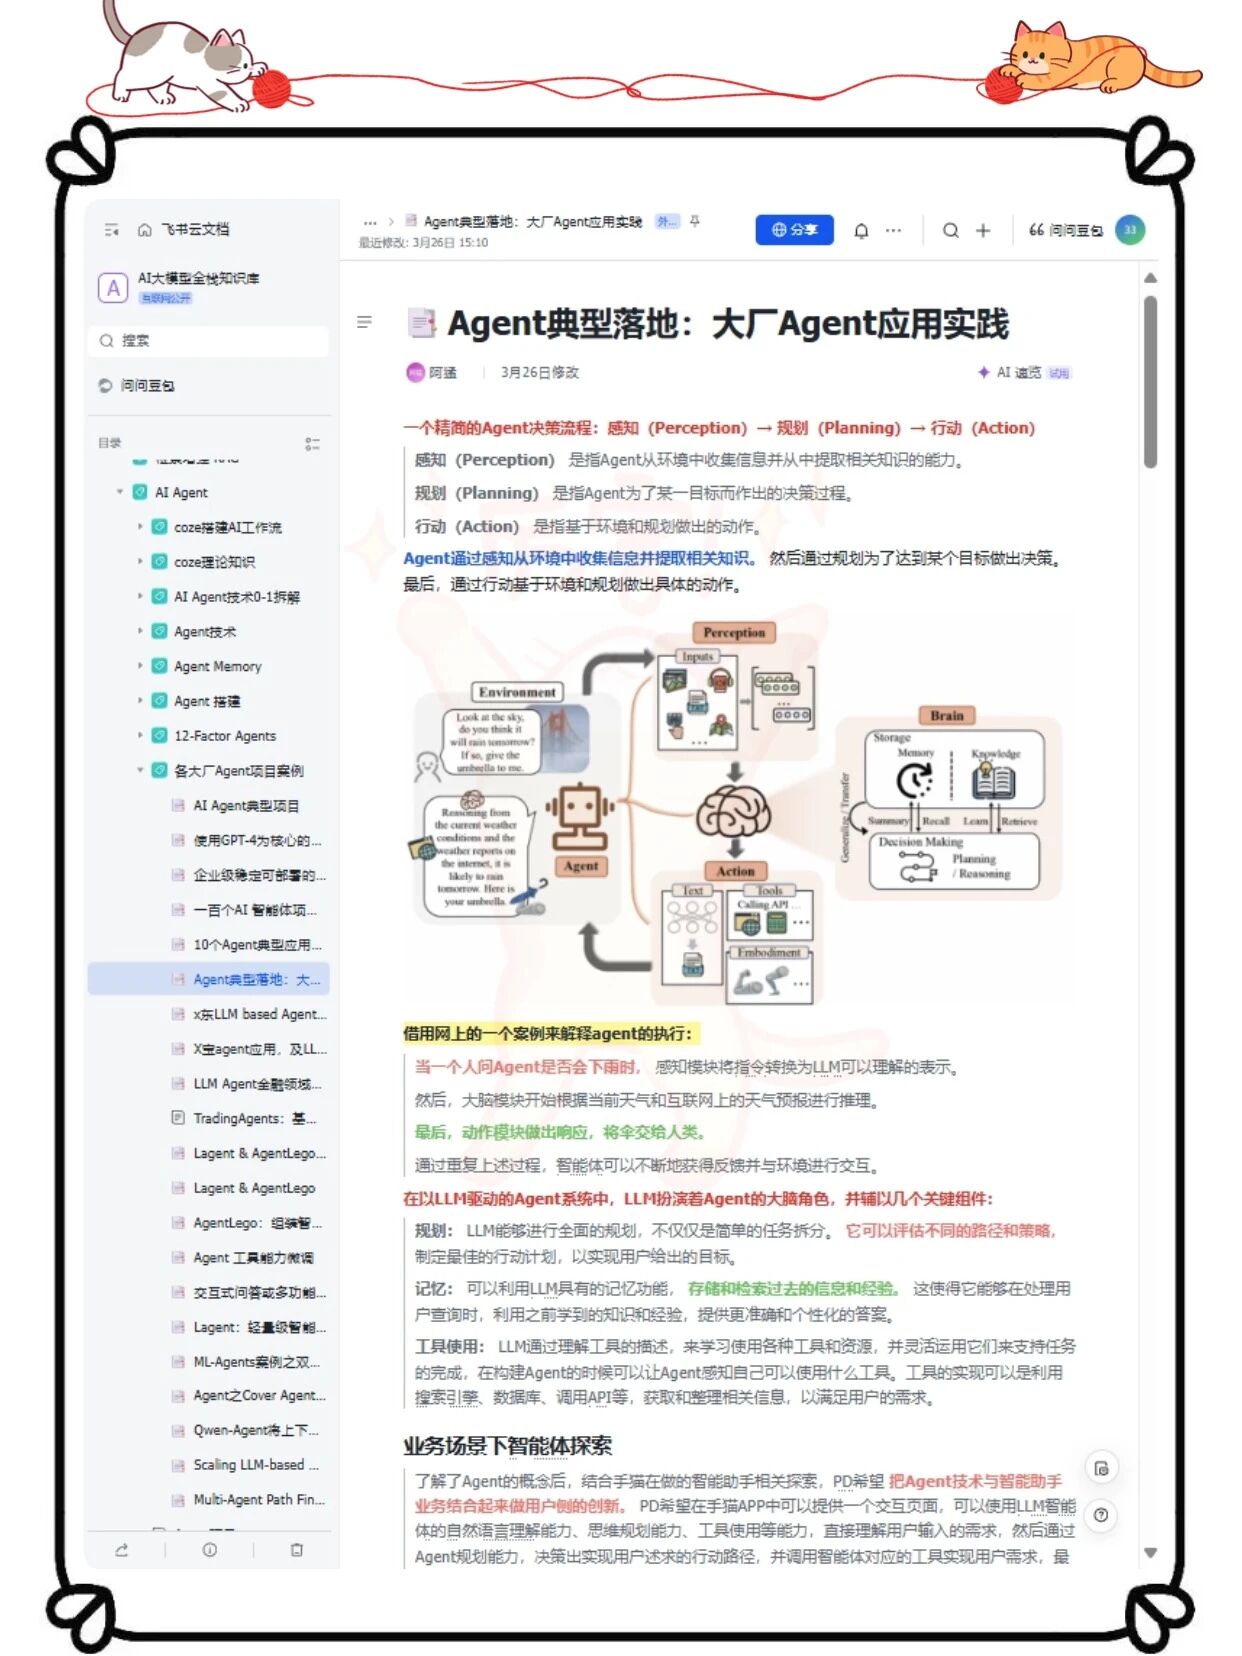 飞书云文档
AI大模型全栈知识库
互联网公开
搜索
问问豆包
目录
AI Agent
coze搭建AI工作流
coze理论知识
AI Agent技术0-1拆解
Agent技术
Agent Memory
Agent 搭建
12-Factor Agents
各大厂Agent项目案例
AI Agent典型项目
使用GPT-4为核心的...
企业级稳定可部署的...
一百个AI 智能体项...
10个Agent典型应用...
Agent典型落地：大...
x东LLM based Agent...
X宝agent应用，及LL...
LLM Agent金融领域...
TradingAgents：基...
Lagent & AgentLego...
Lagent & AgentLego
AgentLego：组装智...
Agent 工具能力微调
交互式问答或多功能...
Lagent：轻量级智能...
ML-Agents案例之双...
Agent之Cover Agent...
Qwen-Agent将上下...
Scaling LLM-based ...
Multi-Agent Path Fin...
... > Agent典型落地：大厂Agent应用实践 外...
最近修改: 3月26日 15:10
分享
问问豆包
33
Agent典型落地：大厂Agent应用实践
3月26日修改
AI 速览 试用
一个精简的Agent决策流程：感知（Perception）→ 规划（Planning）→ 行动（Action）
感知（Perception） 是指Agent从环境中收集信息并从中提取相关知识的能力。
规划（Planning） 是指Agent为了某一目标而作出的决策过程。
行动（Action） 是指基于环境和规划做出的动作。
Agent通过感知从环境中收集信息并提取相关知识。 然后通过规划为了达到某个目标做出决策。
最后，通过行动基于环境和规划做出具体的动作。
Perception
Inputs
...
...
Environment
Look at the sky,
do you think it
will rain tomorrow?
If so, give the
umbrella to me.
Reasoning from
the current weather
conditions and the
weather reports on
the internet, it is
likely to rain
tomorrow. Here is
your umbrella.
Agent
Brain
Storage
Memory
Knowledge
Summary
Recall
Learn
Retrieve
Generalize / Transfer
Decision Making
Planning
/ Reasoning
Action
Text
Tools
Calling API ...
...
Embodiment
...
借用网上的一个案例来解释agent的执行：
当一个人问Agent是否会下雨时， 感知模块将指令转换为LLM可以理解的表示。
然后，大脑模块开始根据当前天气和互联网上的天气预报进行推理。
最后，动作模块做出响应，将伞交给人类。
通过重复上述过程，智能体可以不断地获得反馈并与环境进行交互。
在以LLM驱动的Agent系统中，LLM扮演着Agent的大脑角色，并辅以几个关键组件：
规划： LLM能够进行全面的规划，不仅仅是简单的任务拆分。 它可以评估不同的路径和策略，
制定最佳的行动计划，以实现用户给出的目标。
记忆： 可以利用LLM具有的记忆功能， 存储和检索过去的信息和经验。 这使得它能够在处理用
户查询时，利用之前学到的知识和经验，提供更准确和个性化的答案。
工具使用： LLM通过理解工具的描述，来学习使用各种工具和资源，并灵活运用它们来支持任务
的完成，在构建Agent的时候可以让Agent感知自己可以使用什么工具。工具的实现可以是利用
搜索引擎、数据库、调用API等，获取和整理相关信息，以满足用户的需求。
业务场景下智能体探索
了解了Agent的概念后，结合手猫在做的智能助手相关探索，PD希望 把Agent技术与智能助手
业务结合起来做用户侧的创新。 PD希望在手猫APP中可以提供一个交互页面，可以使用LLM智能
体的自然语言理解能力、思维规划能力、工具使用等能力，直接理解用户输入的需求，然后通过
Agent规划能力，决策出实现用户述求的行动路径，并调用智能体对应的工具实现用户需求，最